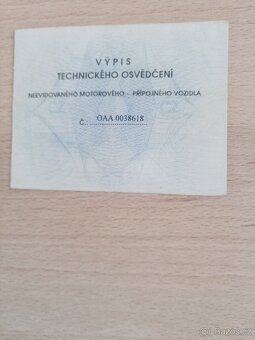 VÝPIS
TECHNICKÉHO OSVĚDČENÍ
NEEVIDOVANÉHO MOTOROVÉHO - PŘÍPOJNÉHO VOZIDLA
Č.: OAA 0038618